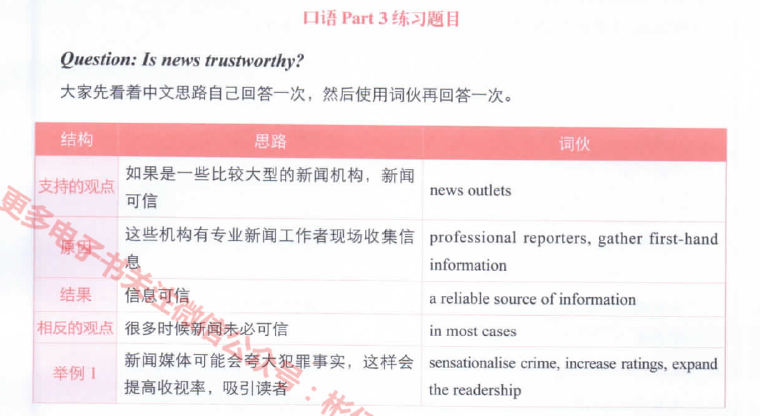 口语 Part 3 练习题目
Question: Is news trustworthy?
大家先看着中文思路自己回答一次，然后使用词伙再回答一次。
结构 思路 词伙
支持的观点 如果是一些比较大型的新闻机构，新闻可信 news outlets
原因 这些机构有专业新闻工作者现场收集信息 professional reporters, gather first-hand information
结果 信息可信 a reliable source of information
相反的观点 很多时候新闻未必可信 in most cases
举例 1 新闻媒体可能会夸大犯罪事实，这样会提高收视率，吸引读者 sensationalise crime, increase ratings, expand the readership
更多电子书关注微信公众号：彬